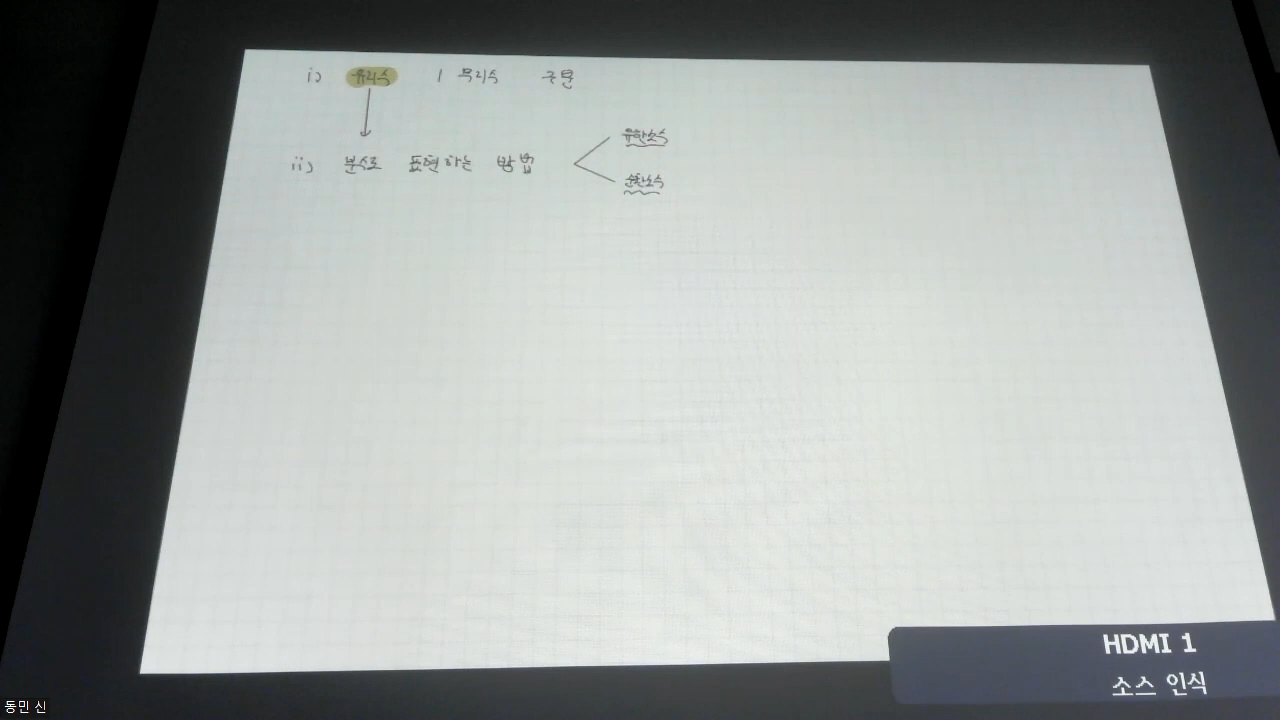 i) 유리수 / 무리수 구분
ii) 분수로 표현하는 방법
유한소수
순환소수
HDMI 1
소스 인식
동민 신